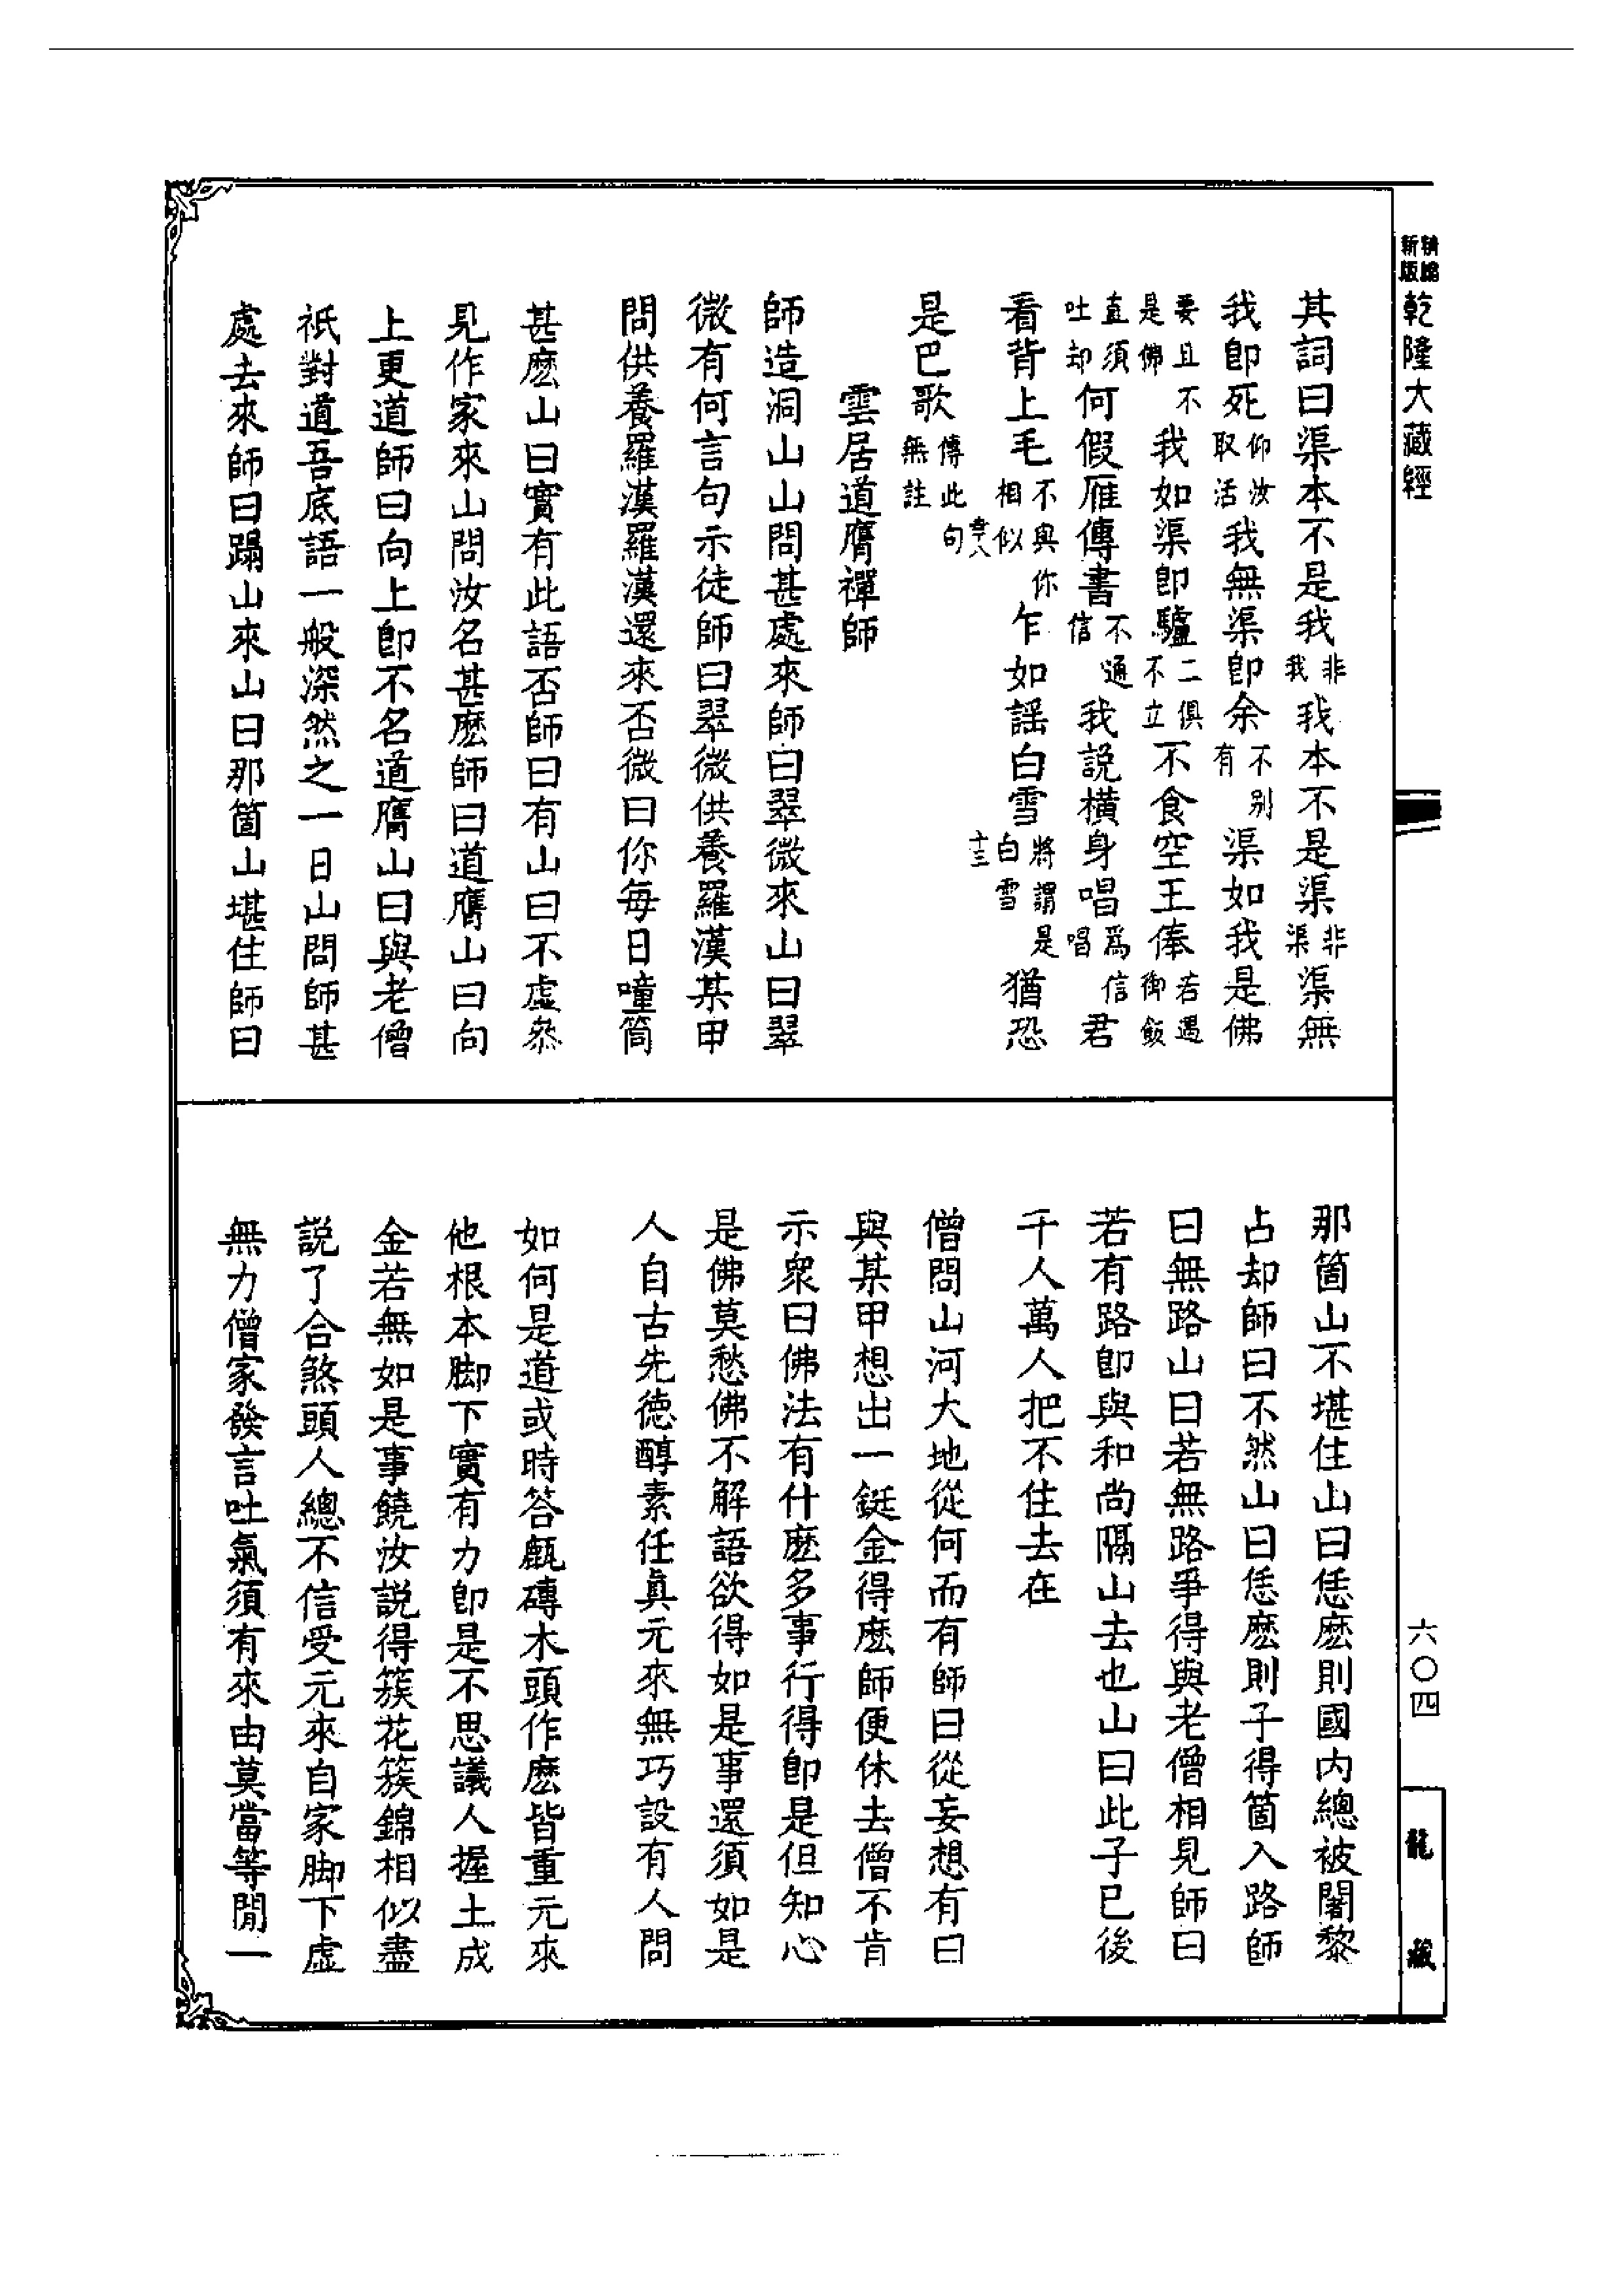 新版 精編 乾隆大藏經
其詞曰渠本不是我非我我本不是渠非渠渠無
我即死仰汝取活我無渠即余不別有渠如我是佛
要且不是佛我如渠即驢二俱不立不食空王俸若遇御飯
直須吐却何假雁傳書不通信我說橫身唱為信唱君
看背上毛不與你相似乍如謠白雪將謂是白雪猶恐
是巴歌傳此句無註
雲居道膺禪師
師造洞山山問甚處來師曰翠微來山曰翠
微有何言句示徒師曰翠微供養羅漢某甲
問供養羅漢羅漢還來否微曰你每日噇箇
甚麽山曰實有此語否師曰有山曰不虛叅
見作家來山問汝名甚麽師曰道膺山曰向
上更道師曰向上即不名道膺山曰與老僧
祇對道吾底語一般深然之一日山問師甚
處去來師曰蹋山來山曰那箇山堪住師曰
那箇山不堪住山曰恁麽則國內總被闍黎
占却師曰不然山曰恁麽則子得箇入路師
曰無路山曰若無路爭得與老僧相見師曰
若有路即與和尚隔山去也山曰此子已後
千人萬人把不住去在
僧問山河大地從何而有師曰從妄想有曰
與某甲想出一鋌金得麽師便休去僧不肯
示衆曰佛法有什麽多事行得即是但知心
是佛莫愁佛不解語欲得如是事還須如是
人自古先德醇素任真元來無巧設有人問
如何是道或時答甎磚木頭作麽皆重元來
他根本脚下實有力即是不思議人握土成
金若無如是事饒汝說得簇花簇錦相似盡
說了合煞頭人總不信受元來自家脚下虛
無力僧家發言吐氣須有來由莫當等閒一
六〇四
龍藏